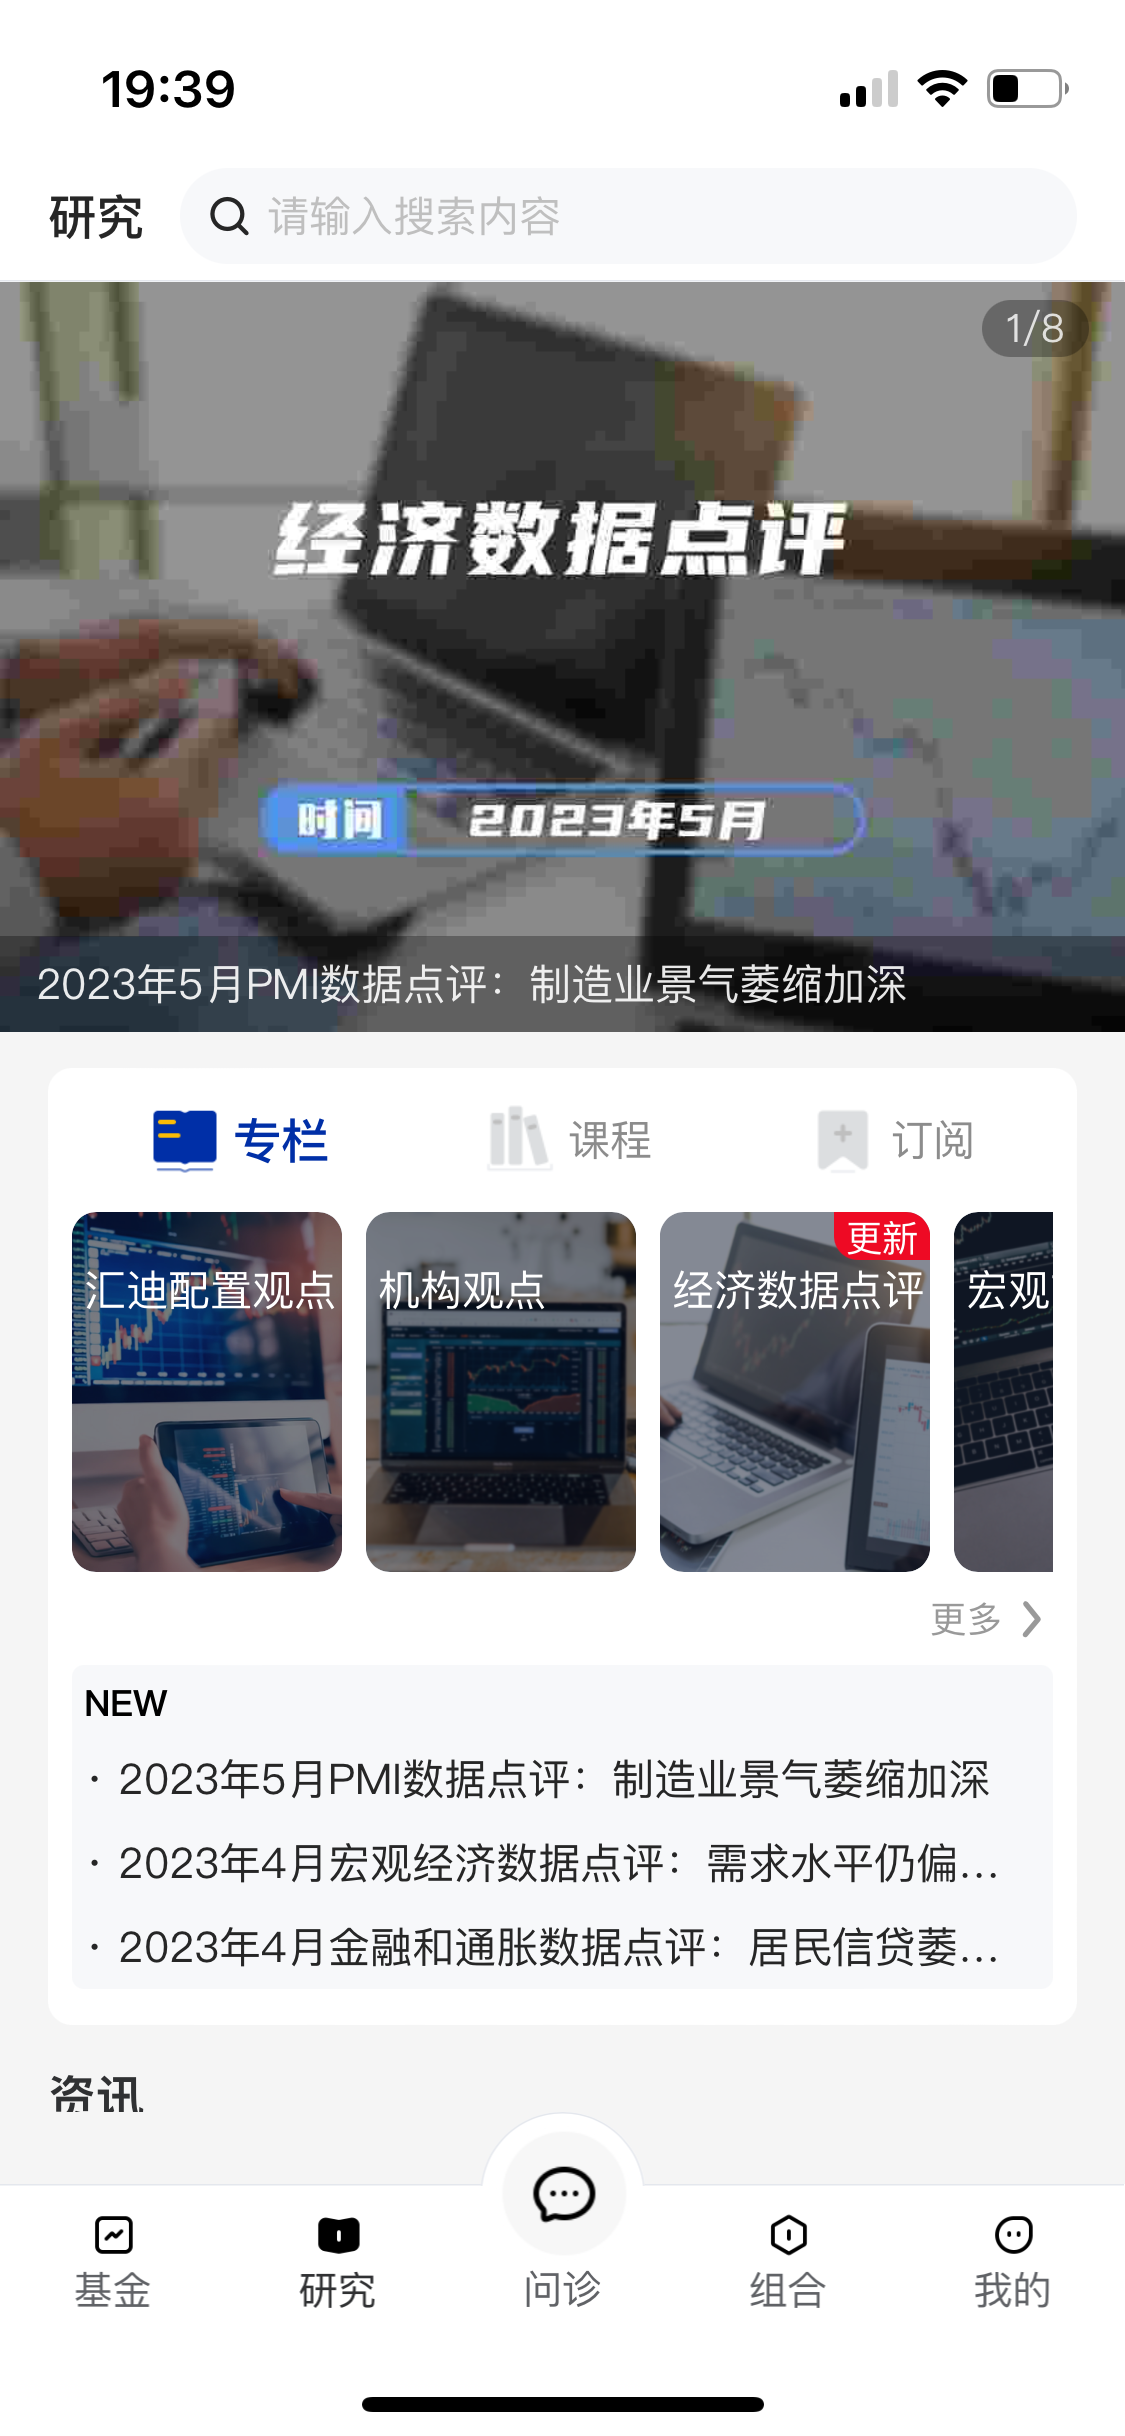 19:39
研究
请输入搜索内容
1/8
经济数据点评
时间 2023年5月
2023年5月PMI数据点评：制造业景气萎缩加深
专栏 课程 订阅
更新
汇迪配置观点 机构观点 经济数据点评 宏观
更多
NEW
· 2023年5月PMI数据点评：制造业景气萎缩加深
· 2023年4月宏观经济数据点评：需求水平仍偏...
· 2023年4月金融和通胀数据点评：居民信贷萎...
资讯
基金 研究 问诊 组合 我的